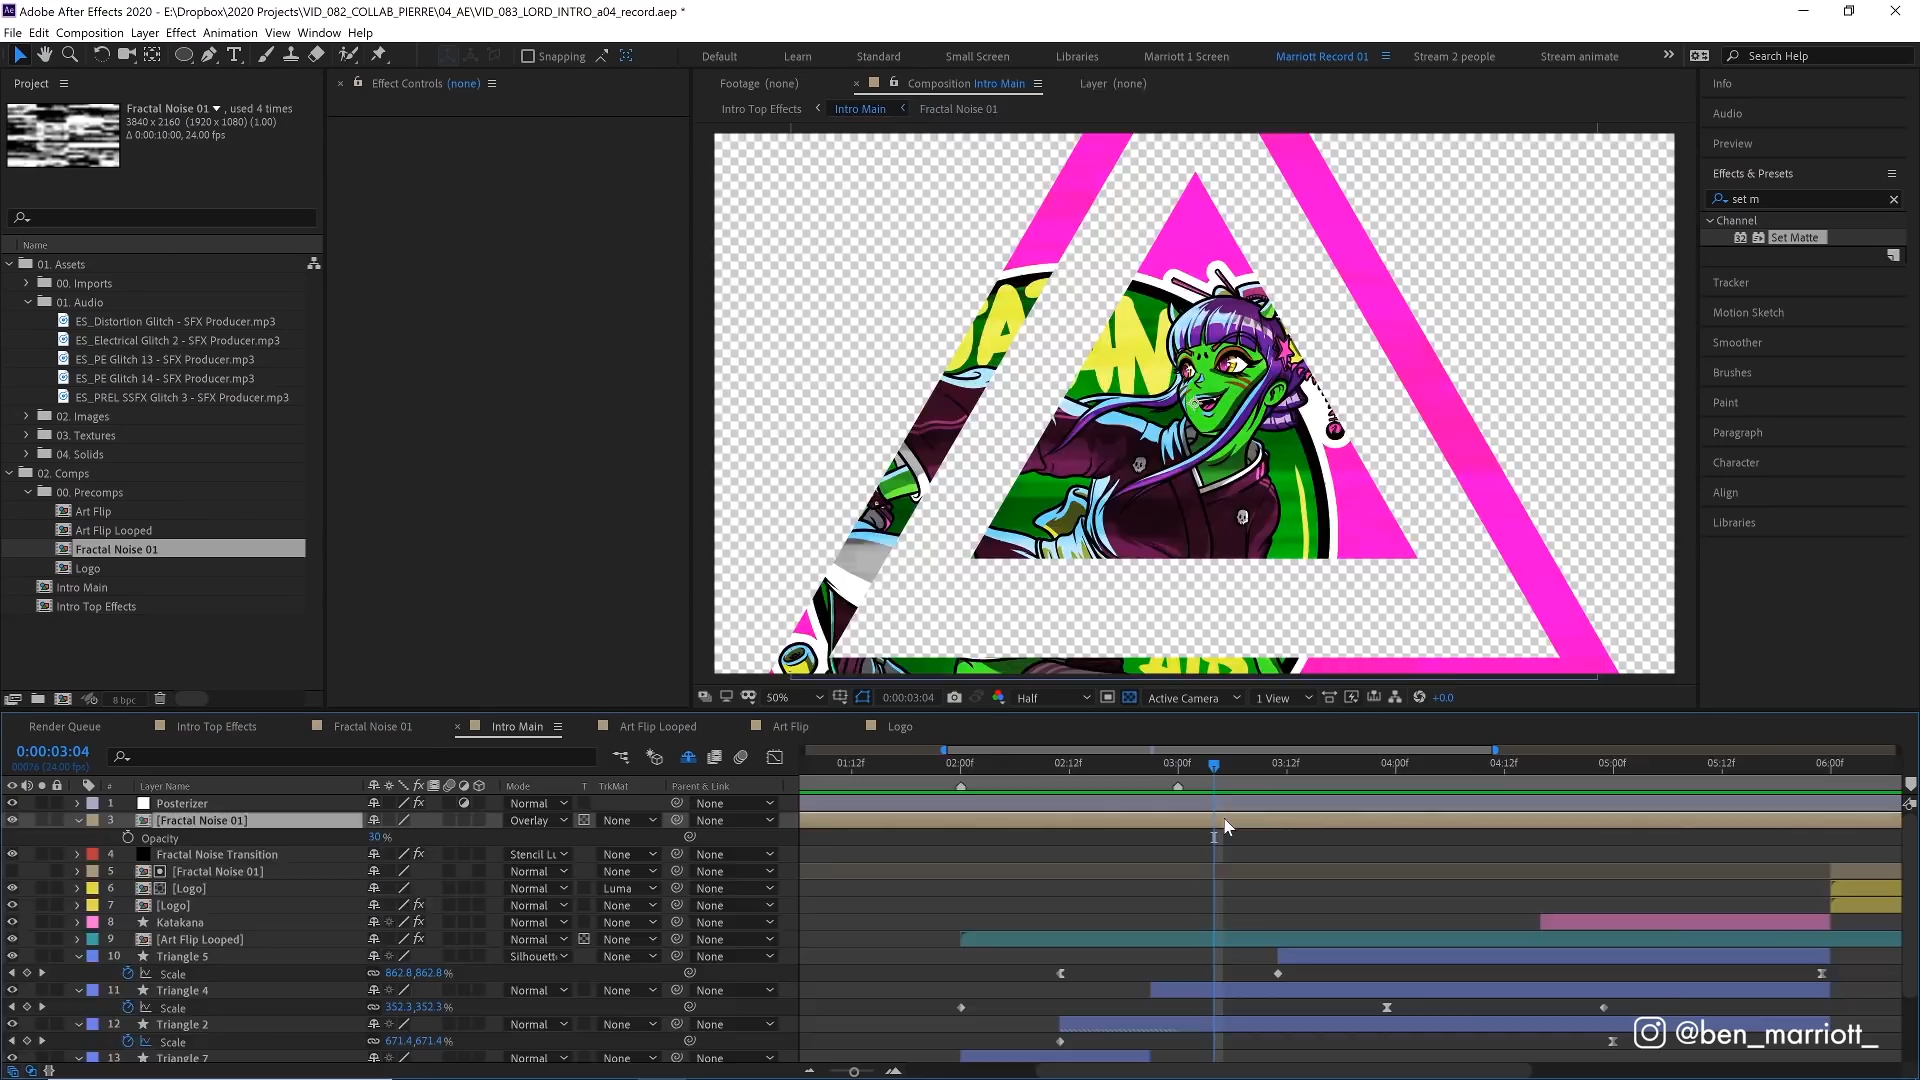 Adobe After Effects 2020 - E:\Dropbox\2020 Projects\VID_082_COLLAB_PIERRE\04_AE\VID_083_LORD_INTRO_a04_record.aep *
File Edit Composition Layer Effect Animation View Window Help
Snapping
Default Learn Standard Small Screen Libraries Marriott 1 Screen Marriott Record 01 Stream 2 people Stream animate
Search Help
Project
Effect Controls (none)
Footage (none)
Composition Intro Main
Layer (none)
Info
Fractal Noise 01 , used 4 times
3840 x 2160 (1920 x 1080) (1.00)
Δ 0:00:10:00, 24.00 fps
Intro Top Effects Intro Main Fractal Noise 01
Audio
Preview
Effects & Presets
set m
Channel
32 Set Matte
Name
01. Assets
00. Imports
01. Audio
ES_Distortion Glitch - SFX Producer.mp3
ES_Electrical Glitch 2 - SFX Producer.mp3
ES_PE Glitch 13 - SFX Producer.mp3
ES_PE Glitch 14 - SFX Producer.mp3
ES_PREL SSFX Glitch 3 - SFX Producer.mp3
02. Images
03. Textures
04. Solids
02. Comps
00. Precomps
Art Flip
Art Flip Looped
Fractal Noise 01
Logo
Intro Main
Intro Top Effects
Tracker
Motion Sketch
Smoother
Brushes
Paint
Paragraph
Character
Align
Libraries
8 bpc
50% 0:00:03:04 Half Active Camera 1 View +0.0
Render Queue Intro Top Effects Fractal Noise 01 Intro Main Art Flip Looped Art Flip Logo
0:00:03:04
00076 (24.00 fps)
01:12f 02:00f 02:12f 03:00f 03:12f 04:00f 04:12f 05:00f 05:12f 06:00f
# Layer Name fx Mode T TrkMat Parent & Link
1 Posterizer fx Normal None
3 [Fractal Noise 01] Overlay None None
Opacity 30 %
4 Fractal Noise Transition fx Stencil Lu None None
5 [Fractal Noise 01] Normal None None
6 [Logo] Normal Luma None
7 [Logo] fx Normal None None
8 Katakana fx Normal None None
9 [Art Flip Looped] fx Normal None None
10 Triangle 5 Silhouett None None
Scale 862.8,862.8 %
11 Triangle 4 Normal None None
Scale 352.3,352.3 %
12 Triangle 2 Normal None None
Scale 671.4,671.4 %
13 Triangle 7 Normal None None
@ben_marriott_